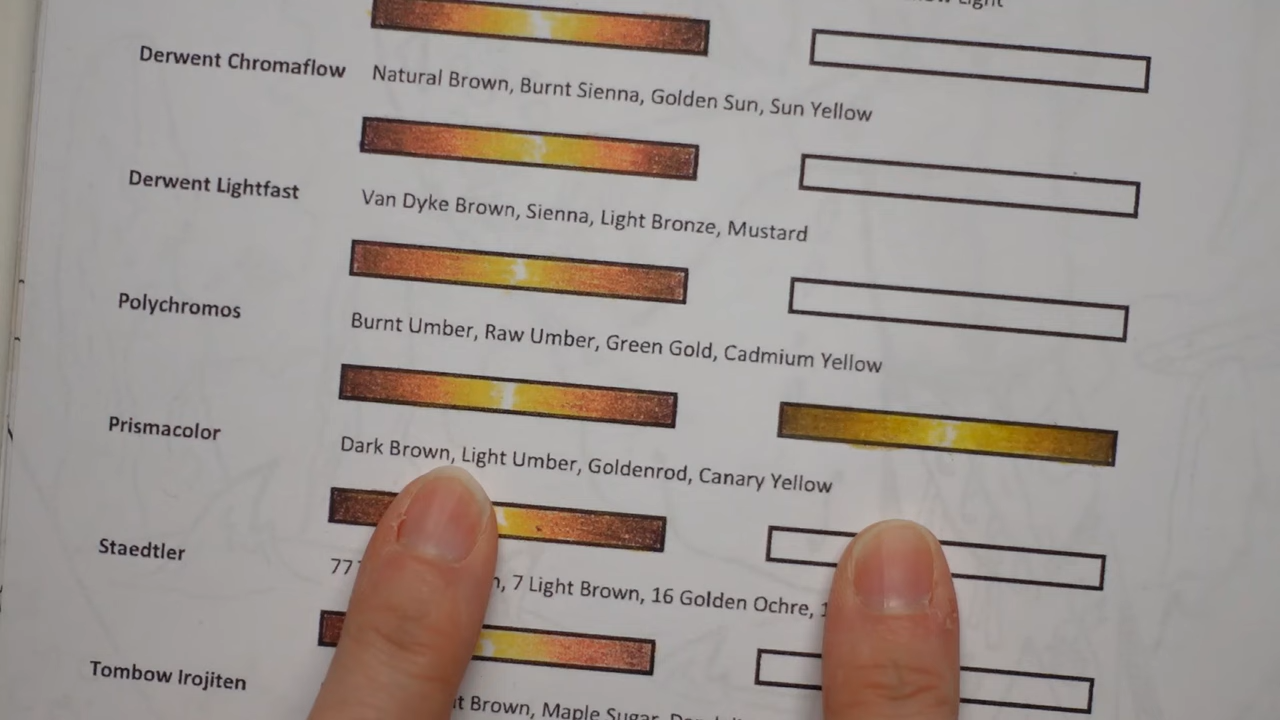 Light
Derwent Chromaflow
Natural Brown, Burnt Sienna, Golden Sun, Sun Yellow
Derwent Lightfast
Van Dyke Brown, Sienna, Light Bronze, Mustard
Polychromos
Burnt Umber, Raw Umber, Green Gold, Cadmium Yellow
Prismacolor
Dark Brown, Light Umber, Goldenrod, Canary Yellow
Staedtler
7 Light Brown, 16 Golden Ochre,
Tombow Irojiten
Brown, Maple Sugar,